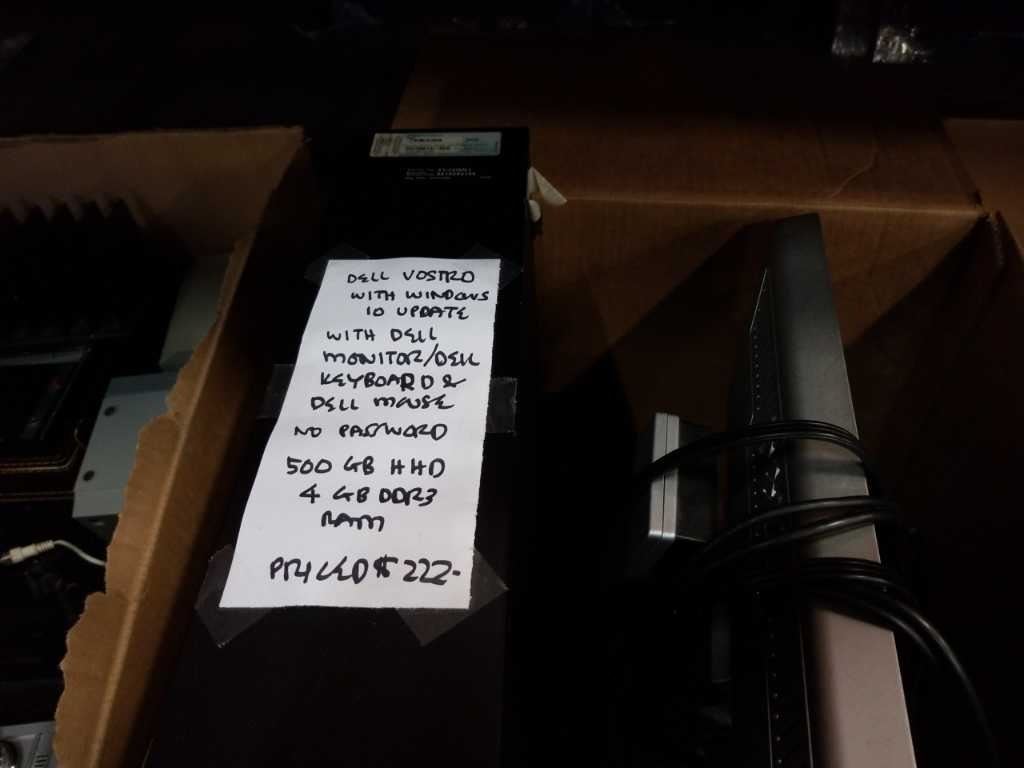 DELL VOSTRO
WITH WINDOWS
10 UPDATE
WITH DELL
MONITOR/DELL
KEYBOARD &
DELL MOUSE
NO PASSWORD
500 GB HHD
4 GB DDR3
RAM
PRICED $222-